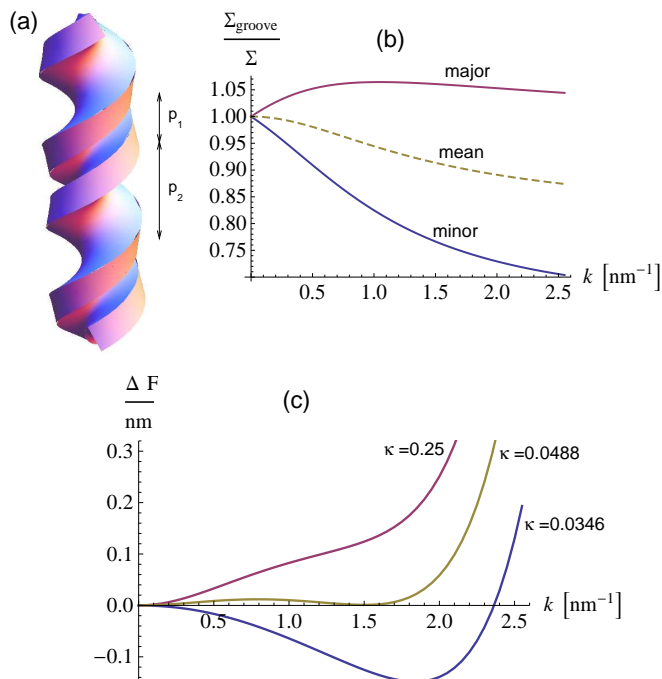 (a)
p1
p2
(b)
Σgroove
Σ
1.05
1.00
0.95
0.90
0.85
0.80
0.75
major
mean
minor
0.5 1.0 1.5 2.0 2.5
k [nm⁻¹]
(c)
Δ F
nm
0.3
0.2
0.1
0.0
−0.1
κ =0.25
κ =0.0488
κ =0.0346
0.5 1.0 1.5 2.0 2.5
k [nm⁻¹]